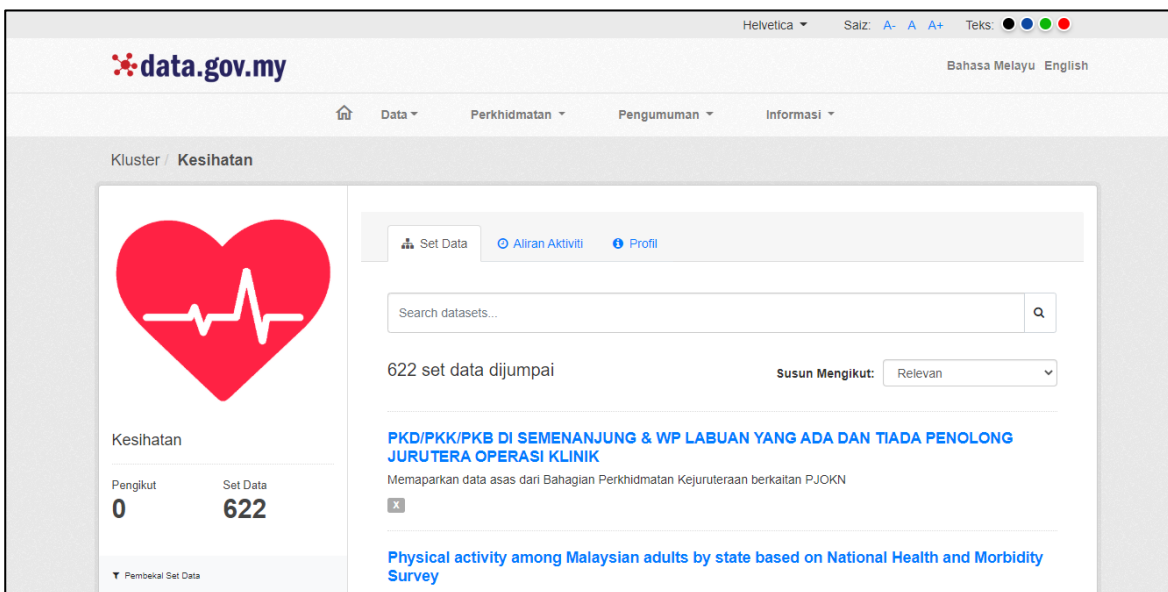 Helvetica Saiz: A- A A+ Teks:
data.gov.my
Bahasa Melayu English
Data Perkhidmatan Pengumuman Informasi
Kluster / Kesihatan
Set Data Aliran Aktiviti Profil
Search datasets...
622 set data dijumpai
Susun Mengikut: Relevan
Kesihatan
Pengikut Set Data
0 622
Pembekal Set Data
PKD/PKK/PKB DI SEMENANJUNG & WP LABUAN YANG ADA DAN TIADA PENOLONG
JURUTERA OPERASI KLINIK
Memaparkan data asas dari Bahagian Perkhidmatan Kejuruteraan berkaitan PJOKN
X
Physical activity among Malaysian adults by state based on National Health and Morbidity
Survey